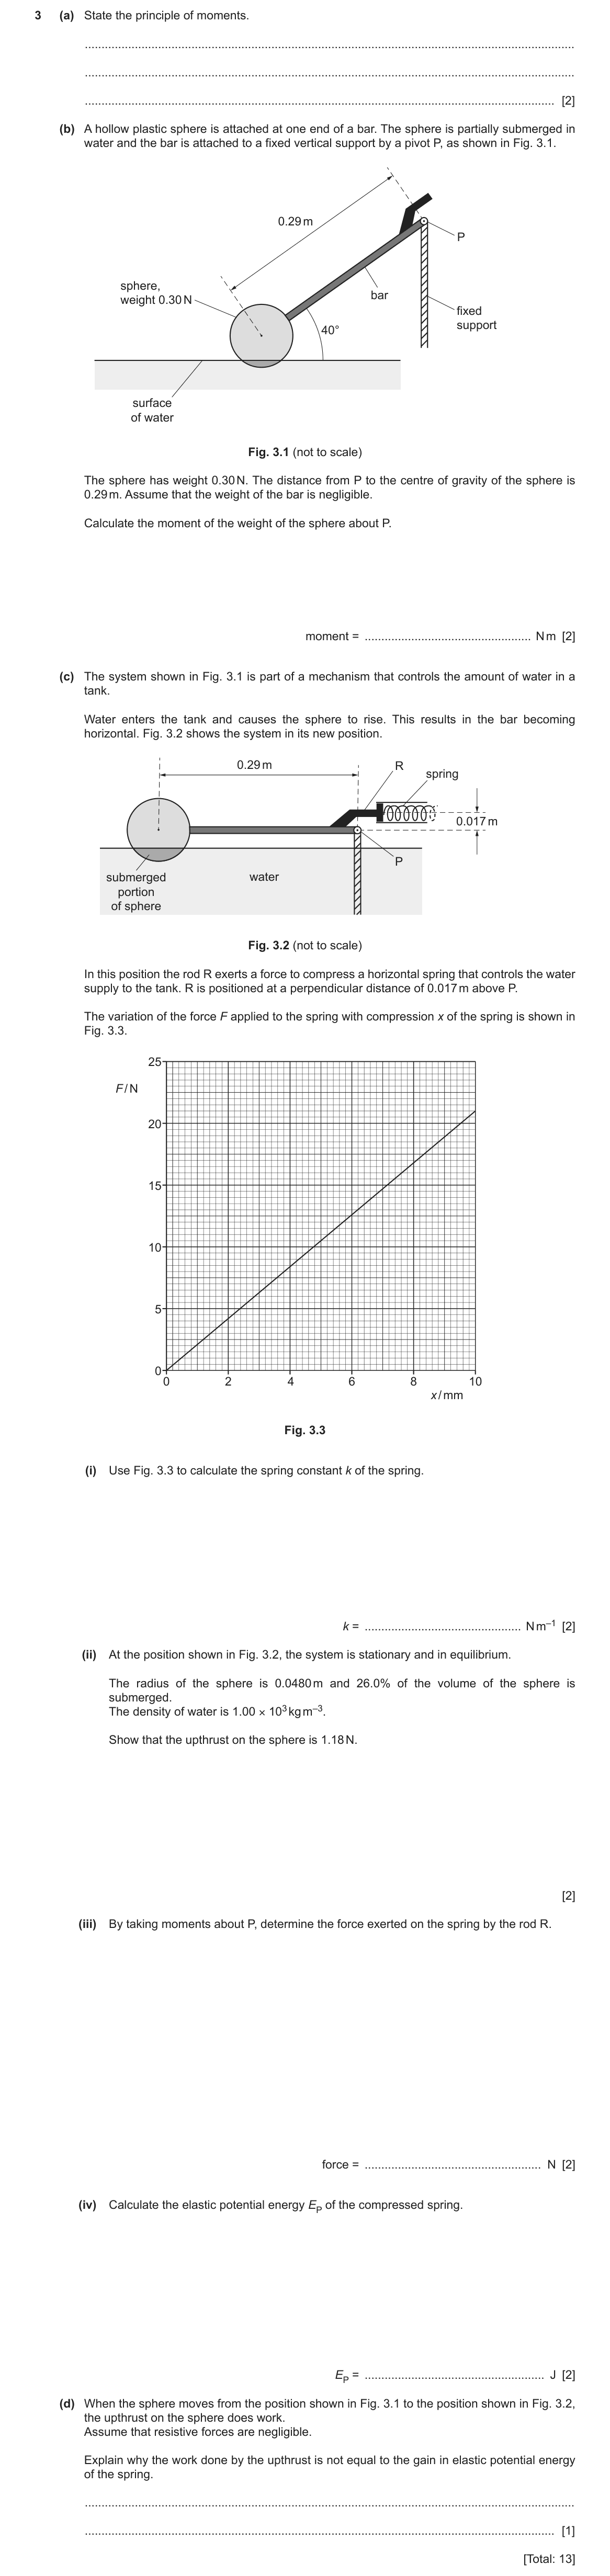 3 (a) State the principle of moments.
[2]
(b) A hollow plastic sphere is attached at one end of a bar. The sphere is partially submerged in
water and the bar is attached to a fixed vertical support by a pivot P, as shown in Fig. 3.1.
0.29 m
P
sphere,
weight 0.30 N
bar
fixed
support
40°
surface
of water
Fig. 3.1 (not to scale)
The sphere has weight 0.30 N. The distance from P to the centre of gravity of the sphere is
0.29 m. Assume that the weight of the bar is negligible.
Calculate the moment of the weight of the sphere about P.
moment = ................................................... N m [2]
(c) The system shown in Fig. 3.1 is part of a mechanism that controls the amount of water in a
tank.
Water enters the tank and causes the sphere to rise. This results in the bar becoming
horizontal. Fig. 3.2 shows the system in its new position.
0.29 m
R
spring
0.017 m
P
submerged
portion
of sphere
water
Fig. 3.2 (not to scale)
In this position the rod R exerts a force to compress a horizontal spring that controls the water
supply to the tank. R is positioned at a perpendicular distance of 0.017 m above P.
The variation of the force F applied to the spring with compression x of the spring is shown in
Fig. 3.3.
25
F / N
20
15
10
5
0
0 2 4 6 8 10
x / mm
Fig. 3.3
(i) Use Fig. 3.3 to calculate the spring constant k of the spring.
k = ................................................ N m⁻¹ [2]
(ii) At the position shown in Fig. 3.2, the system is stationary and in equilibrium.
The radius of the sphere is 0.0480 m and 26.0% of the volume of the sphere is
submerged.
The density of water is 1.00 × 10³ kg m⁻³.
Show that the upthrust on the sphere is 1.18 N.
[2]
(iii) By taking moments about P, determine the force exerted on the spring by the rod R.
force = ...................................................... N [2]
(iv) Calculate the elastic potential energy Eₚ of the compressed spring.
Eₚ = ....................................................... J [2]
(d) When the sphere moves from the position shown in Fig. 3.1 to the position shown in Fig. 3.2,
the upthrust on the sphere does work.
Assume that resistive forces are negligible.
Explain why the work done by the upthrust is not equal to the gain in elastic potential energy
of the spring.
[1]
[Total: 13]